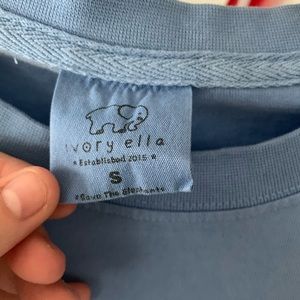 ivory ella
★ Established 2015 ★
S
#Save The Elephants